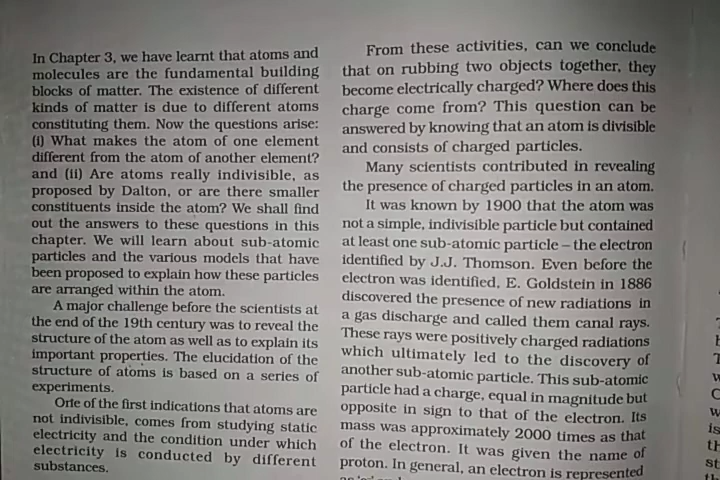 In Chapter 3, we have learnt that atoms and
molecules are the fundamental building
blocks of matter. The existence of different
kinds of matter is due to different atoms
constituting them. Now the questions arise:
(i) What makes the atom of one element
different from the atom of another element?
and (ii) Are atoms really indivisible, as
proposed by Dalton, or are there smaller
constituents inside the atom? We shall find
out the answers to these questions in this
chapter. We will learn about sub-atomic
particles and the various models that have
been proposed to explain how these particles
are arranged within the atom.
A major challenge before the scientists at
the end of the 19th century was to reveal the
structure of the atom as well as to explain its
important properties. The elucidation of the
structure of atoms is based on a series of
experiments.
One of the first indications that atoms are
not indivisible, comes from studying static
electricity and the condition under which
electricity is conducted by different
substances.
From these activities, can we conclude
that on rubbing two objects together, they
become electrically charged? Where does this
charge come from? This question can be
answered by knowing that an atom is divisible
and consists of charged particles.
Many scientists contributed in revealing
the presence of charged particles in an atom.
It was known by 1900 that the atom was
not a simple, indivisible particle but contained
at least one sub-atomic particle – the electron
identified by J.J. Thomson. Even before the
electron was identified, E. Goldstein in 1886
discovered the presence of new radiations in
a gas discharge and called them canal rays.
These rays were positively charged radiations
which ultimately led to the discovery of
another sub-atomic particle. This sub-atomic
particle had a charge, equal in magnitude but
opposite in sign to that of the electron. Its
mass was approximately 2000 times as that
of the electron. It was given the name of
proton. In general, an electron is represented